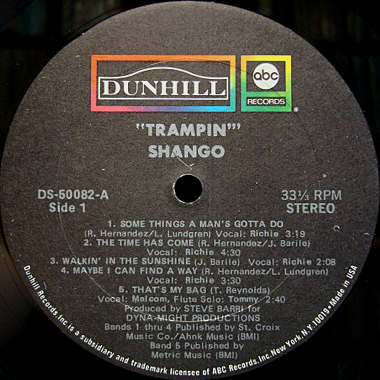 DUNHILL
abc
RECORDS
®
"TRAMPIN'"
SHANGO
DS-50082-A
33⅓ RPM
Side 1
STEREO
1. SOME THINGS A MAN'S GOTTA DO
(R. Hernandez/L. Lundgren) Vocal: Richie 3:19
2. THE TIME HAS COME (R. Hernandez/J. Barile)
Vocal: Richie 4:30
3. WALKIN' IN THE SUNSHINE (J. Barile) Vocal: Richie 2:08
4. MAYBE I CAN FIND A WAY (R. Hernandez/L. Lundgren)
Vocal: Richie 3:30
5. THAT'S MY BAG (T. Reynolds)
Vocal: Malcom, Flute Solo: Tommy 2:40
Produced by STEVE BARRI for
DYNA-MIGHT PRODUCTIONS
Bands 1 thru 4 Published by St. Croix
Music Co./Ahnk Music (BMI)
Band 5 Published by
Metric Music (BMI)
Dunhill Records, Inc. is a subsidiary and trademark licensee of ABC Records, Inc. New York, N.Y. 10019 • Made in USA